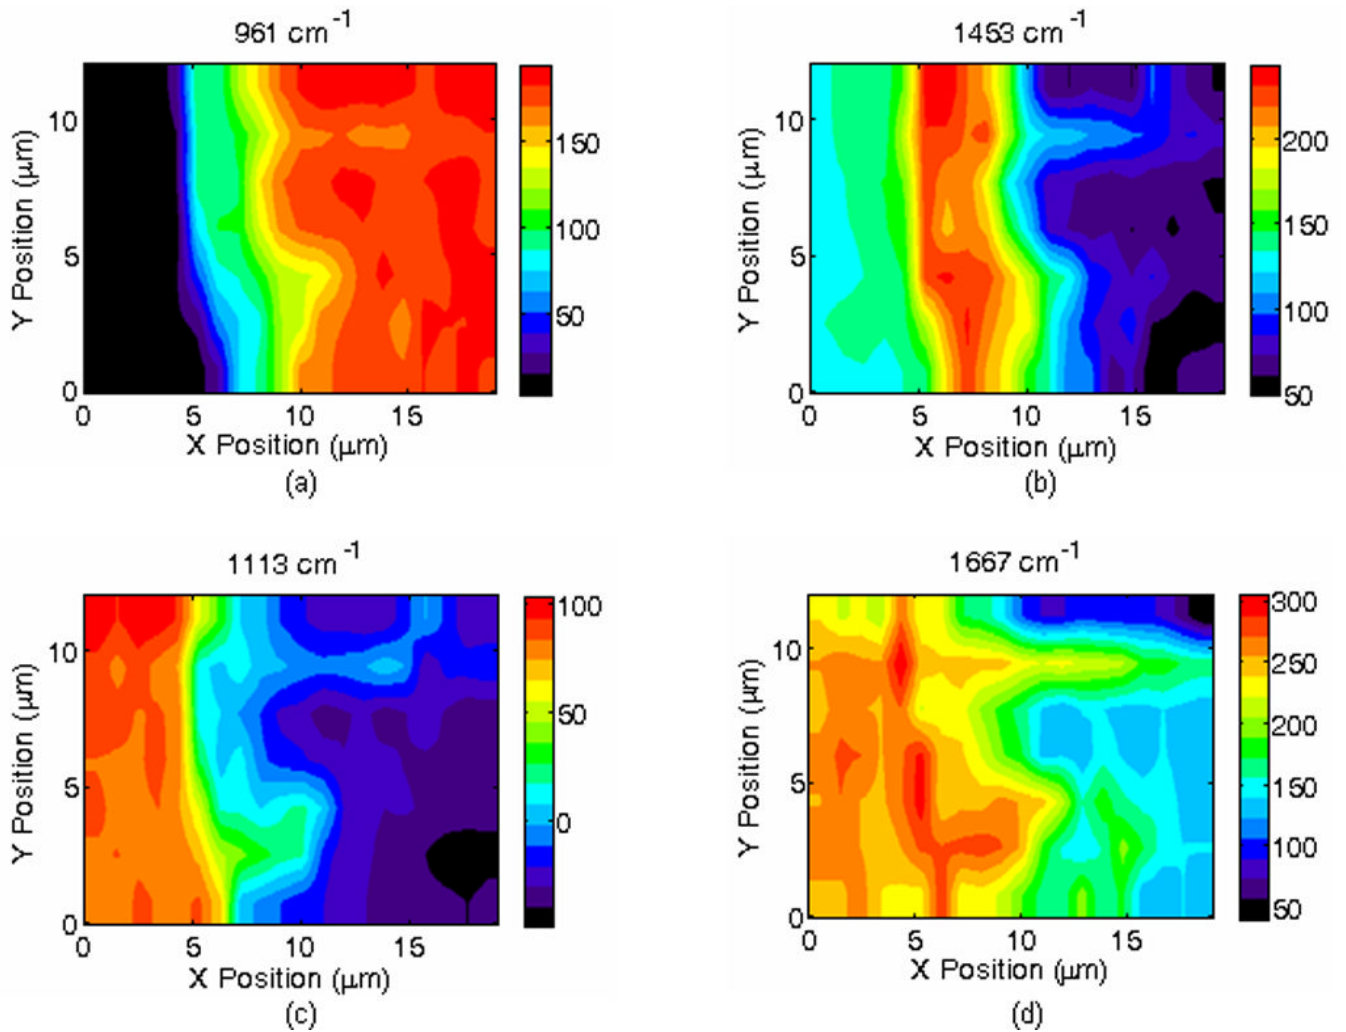 961 cm⁻¹
Y Position (μm)
10
5
0
0 5 10 15
X Position (μm)
150
100
50
(a)
1453 cm⁻¹
Y Position (μm)
10
5
0
0 5 10 15
X Position (μm)
200
150
100
50
(b)
1113 cm⁻¹
Y Position (μm)
10
5
0
0 5 10 15
X Position (μm)
100
50
0
(c)
1667 cm⁻¹
Y Position (μm)
10
5
0
0 5 10 15
X Position (μm)
300
250
200
150
100
50
(d)